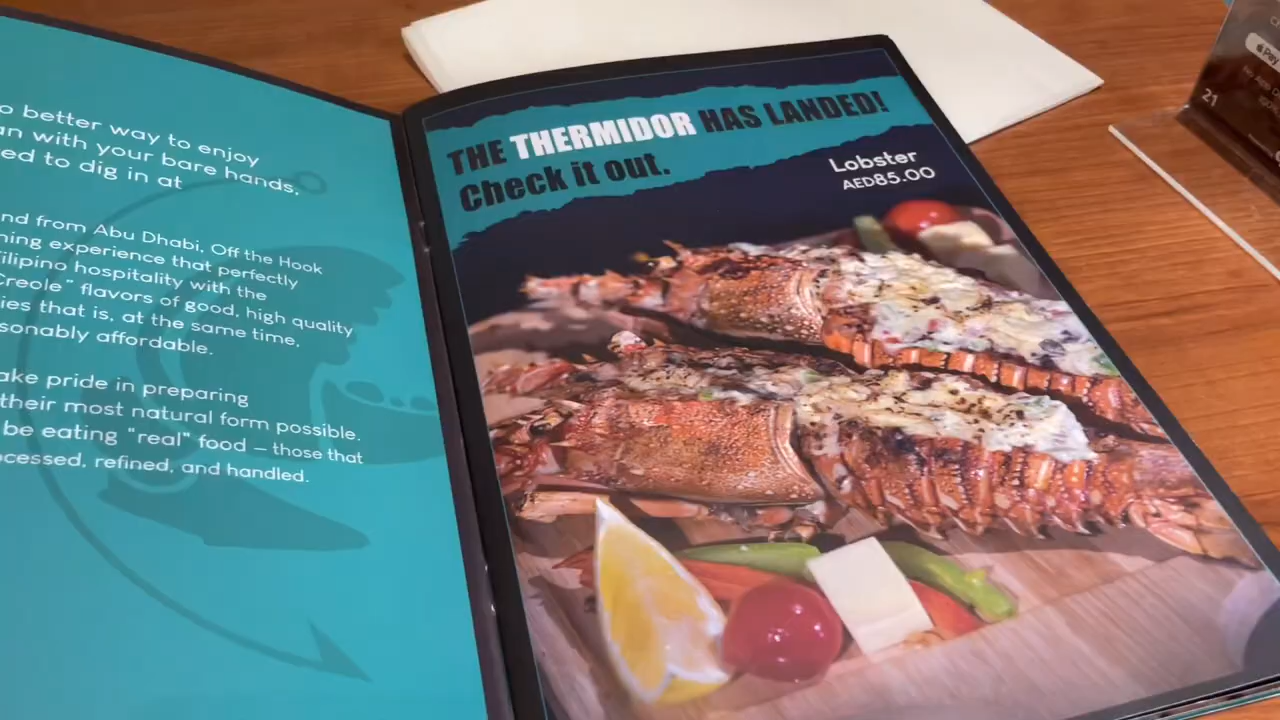 o better way to enjoy
an with your bare hands,
ed to dig in at
nd from Abu Dhabi, Off the Hook
ning experience that perfectly
ilipino hospitality with the
Creole" flavors of good, high quality
ies that is, at the same time,
sonably affordable.
ake pride in preparing
their most natural form possible.
be eating "real" food – those that
ocessed, refined, and handled.
THE THERMIDOR HAS LANDED!
Check it out.
Lobster
AED85.00
Pay
21